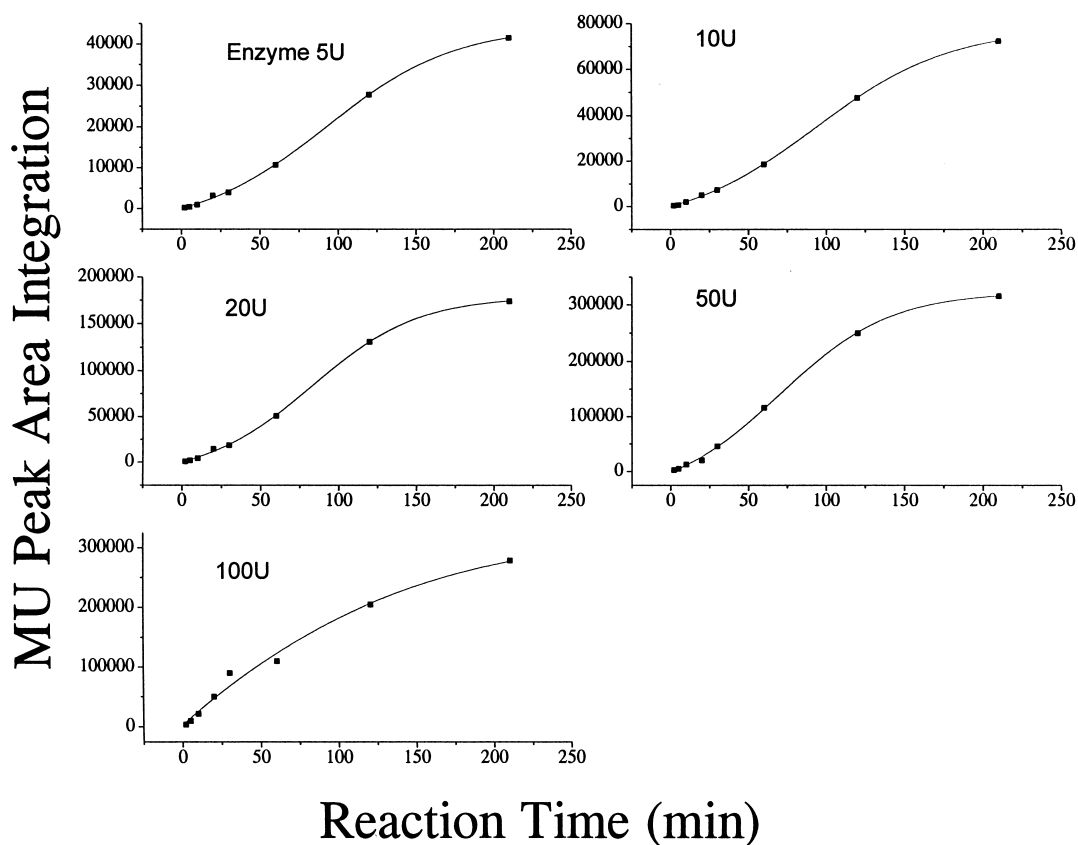 MU Peak Area Integration
Enzyme 5U
40000
30000
20000
10000
0
0 50 100 150 200 250
10U
80000
60000
40000
20000
0
0 50 100 150 200 250
20U
200000
150000
100000
50000
0
0 50 100 150 200 250
50U
300000
200000
100000
0
0 50 100 150 200 250
100U
300000
200000
100000
0
0 50 100 150 200 250
Reaction Time (min)